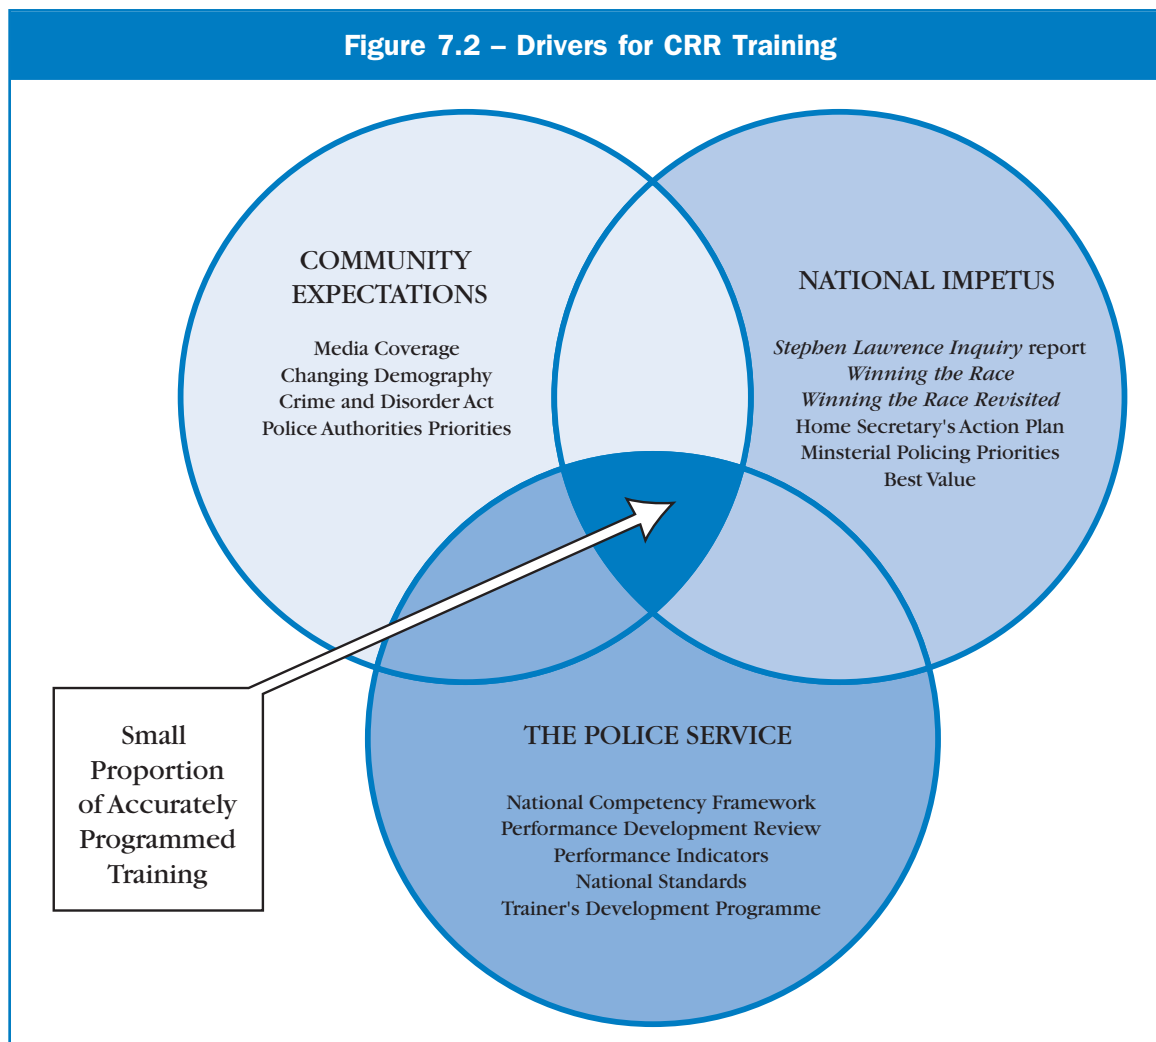 Figure 7.2 – Drivers for CRR Training
COMMUNITY
EXPECTATIONS
Media Coverage
Changing Demography
Crime and Disorder Act
Police Authorities Priorities
NATIONAL IMPETUS
Stephen Lawrence Inquiry report
Winning the Race
Winning the Race Revisited
Home Secretary's Action Plan
Minsterial Policing Priorities
Best Value
Small
Proportion
of Accurately
Programmed
Training
THE POLICE SERVICE
National Competency Framework
Performance Development Review
Performance Indicators
National Standards
Trainer's Development Programme